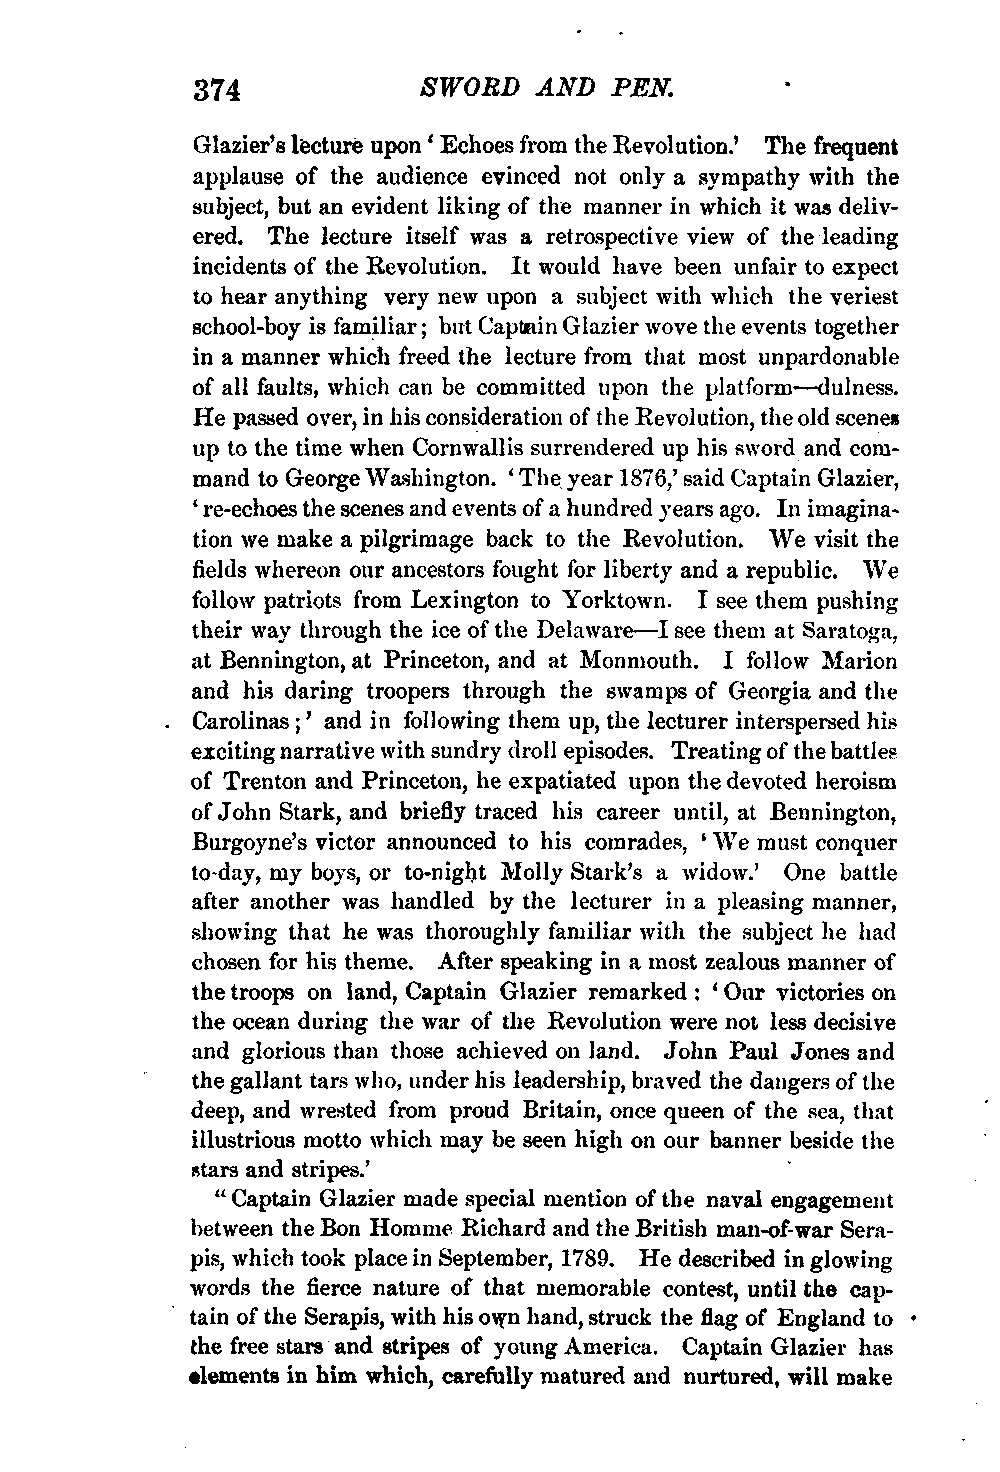 374 SWORD AND PEN.
Glazier's lecture upon ‘ Echoes from the Revolution.’ The frequent
applause of the audience evinced not only a sympathy with the
subject, but an evident liking of the manner in which it was deliv-
ered. The lecture itself was a retrospective view of the leading
incidents of the Revolution. It would have been unfair to expect
to hear anything very new upon a subject with which the veriest
school-boy is familiar; but Captain Glazier wove the events together
in a manner which freed the lecture from that most unpardonable
of all faults, which can be committed upon the platform—dulness.
He passed over, in his consideration of the Revolution, the old scenes
up to the time when Cornwallis surrendered up his sword and com-
mand to George Washington. ‘ The year 1876,’ said Captain Glazier,
‘ re-echoes the scenes and events of a hundred years ago. In imagina-
tion we make a pilgrimage back to the Revolution. We visit the
fields whereon our ancestors fought for liberty and a republic. We
follow patriots from Lexington to Yorktown. I see them pushing
their way through the ice of the Delaware—I see them at Saratoga,
at Bennington, at Princeton, and at Monmouth. I follow Marion
and his daring troopers through the swamps of Georgia and the
Carolinas;’ and in following them up, the lecturer interspersed his
exciting narrative with sundry droll episodes. Treating of the battles
of Trenton and Princeton, he expatiated upon the devoted heroism
of John Stark, and briefly traced his career until, at Bennington,
Burgoyne's victor announced to his comrades, ‘ We must conquer
to-day, my boys, or to-night Molly Stark's a widow.’ One battle
after another was handled by the lecturer in a pleasing manner,
showing that he was thoroughly familiar with the subject he had
chosen for his theme. After speaking in a most zealous manner of
the troops on land, Captain Glazier remarked : ‘ Our victories on
the ocean during the war of the Revolution were not less decisive
and glorious than those achieved on land. John Paul Jones and
the gallant tars who, under his leadership, braved the dangers of the
deep, and wrested from proud Britain, once queen of the sea, that
illustrious motto which may be seen high on our banner beside the
stars and stripes.’
“ Captain Glazier made special mention of the naval engagement
between the Bon Homme Richard and the British man-of-war Sera-
pis, which took place in September, 1789. He described in glowing
words the fierce nature of that memorable contest, until the cap-
tain of the Serapis, with his own hand, struck the flag of England to
the free stars and stripes of young America. Captain Glazier has
elements in him which, carefully matured and nurtured, will make